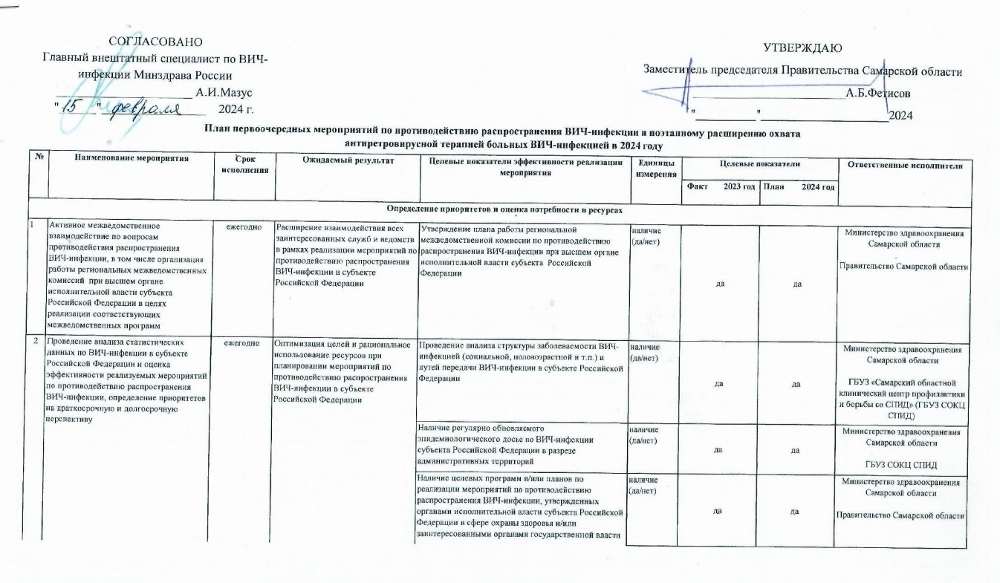 СОГЛАСОВАНО
Главный внештатный специалист по ВИЧ-
инфекции Минздрава России
А.И.Мазус
"15" февраля 2024 г.
УТВЕРЖДАЮ
Заместитель председателя Правительства Самарской области
А.Б.Фетисов
"____" ____2024
План первоочередных мероприятий по противодействию распространения ВИЧ-инфекции и поэтапному расширению охвата
антиретровирусной терапией больных ВИЧ-инфекцией в 2024 году
№
Наименование мероприятия
Срок
исполнения
Ожидаемый результат
Целевые показатели эффективности реализации
мероприятия
Единицы
измерения
Целевые показатели
Факт 2023 год
План 2024 год
Ответственные исполнители
Определение приоритетов и оценка потребности в ресурсах
1
Активное межведомственное
взаимодействие по вопросам
противодействия распространения
ВИЧ-инфекции, в том числе организация
работы региональных межведомственных
комиссий при высшем органе
исполнительной власти субъекта
Российской Федерации в целях
реализации соответствующих
межведомственных программ
ежегодно
Расширение взаимодействия всех
заинтересованных служб и ведомств
в рамках реализации мероприятий по
противодействию распространения
ВИЧ-инфекции в субъекте
Российской Федерации
Утверждение плана работы региональной
межведомственной комиссии по противодействию
распространения ВИЧ-инфекции при высшем органе
исполнительной власти субъекта Российской
Федерации
наличие
(да/нет)
да
да
Министерство здравоохранения
Самарской области
Правительство Самарской области
2
Проведение анализа статистических
данных по ВИЧ-инфекции в субъекте
Российской Федерации и оценка
эффективности реализуемых мероприятий
по противодействию распространения
ВИЧ-инфекции, определение приоритетов
на краткосрочную и долгосрочную
перспективу
ежегодно
Оптимизация целей и рациональное
использование ресурсов при
планировании мероприятий по
противодействию распространения
ВИЧ-инфекции в субъекте
Российской Федерации
Проведение анализа структуры заболеваемости ВИЧ-
инфекцией (социальной, половозрастной и т.п.) и
путей передачи ВИЧ-инфекции в субъекте Российской
Федерации
наличие
(да/нет)
да
да
Министерство здравоохранения
Самарской области
ГБУЗ «Самарский областной
клинический центр профилактики
и борьбы со СПИД» (ГБУЗ СОКЦ
СПИД)
Наличие регулярно обновляемого
эпидемиологического досье по ВИЧ-инфекции
субъекта Российской Федерации в разрезе
административных территорий
наличие
(да/нет)
да
да
Министерство здравоохранения
Самарской области
ГБУЗ СОКЦ СПИД
Наличие целевых программ и/или планов по
реализации мероприятий по противодействию
распространения ВИЧ-инфекции, утвержденных
органами исполнительной власти субъекта Российской
Федерации в сфере охраны здоровья и/или
заинтересованными органами государственной власти
наличие
(да/нет)
да
да
Министерство здравоохранения
Самарской области
Правительство Самарской области